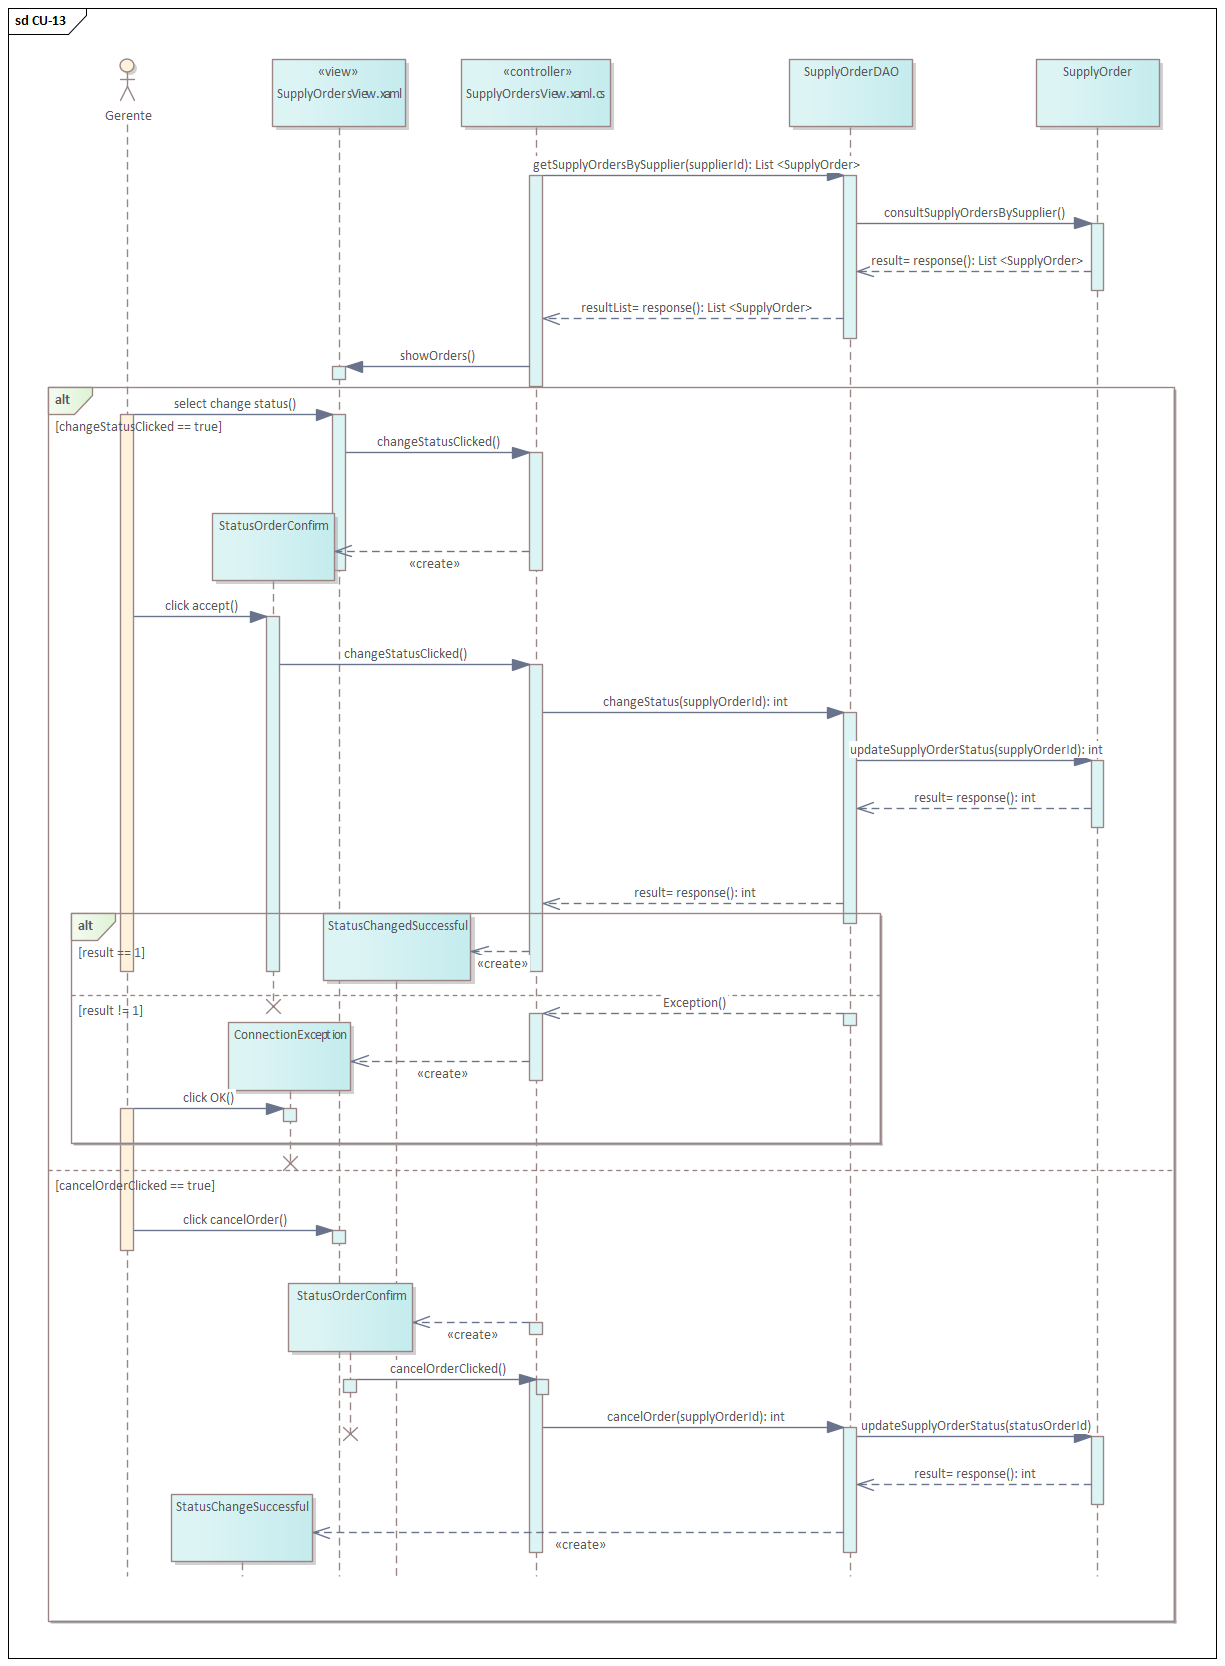 sd CU-13
Gerente
«view»
SupplyOrdersView.xaml
«controller»
SupplyOrdersView.xaml.cs
SupplyOrderDAO
SupplyOrder
getSupplyOrdersBySupplier(supplierId): List <SupplyOrder>
consultSupplyOrdersBySupplier()
result= response(): List <SupplyOrder>
resultList= response(): List <SupplyOrder>
showOrders()
alt
select change status()
[changeStatusClicked == true]
changeStatusClicked()
StatusOrderConfirm
«create»
click accept()
changeStatusClicked()
changeStatus(supplyOrderId): int
updateSupplyOrderStatus(supplyOrderId): int
result= response(): int
result= response(): int
alt
StatusChangedSuccessful
[result == 1]
«create»
[result != 1]
Exception()
ConnectionException
«create»
click OK()
[cancelOrderClicked == true]
click cancelOrder()
StatusOrderConfirm
«create»
cancelOrderClicked()
cancelOrder(supplyOrderId): int
updateSupplyOrderStatus(statusOrderId)
result= response(): int
StatusChangeSuccessful
«create»